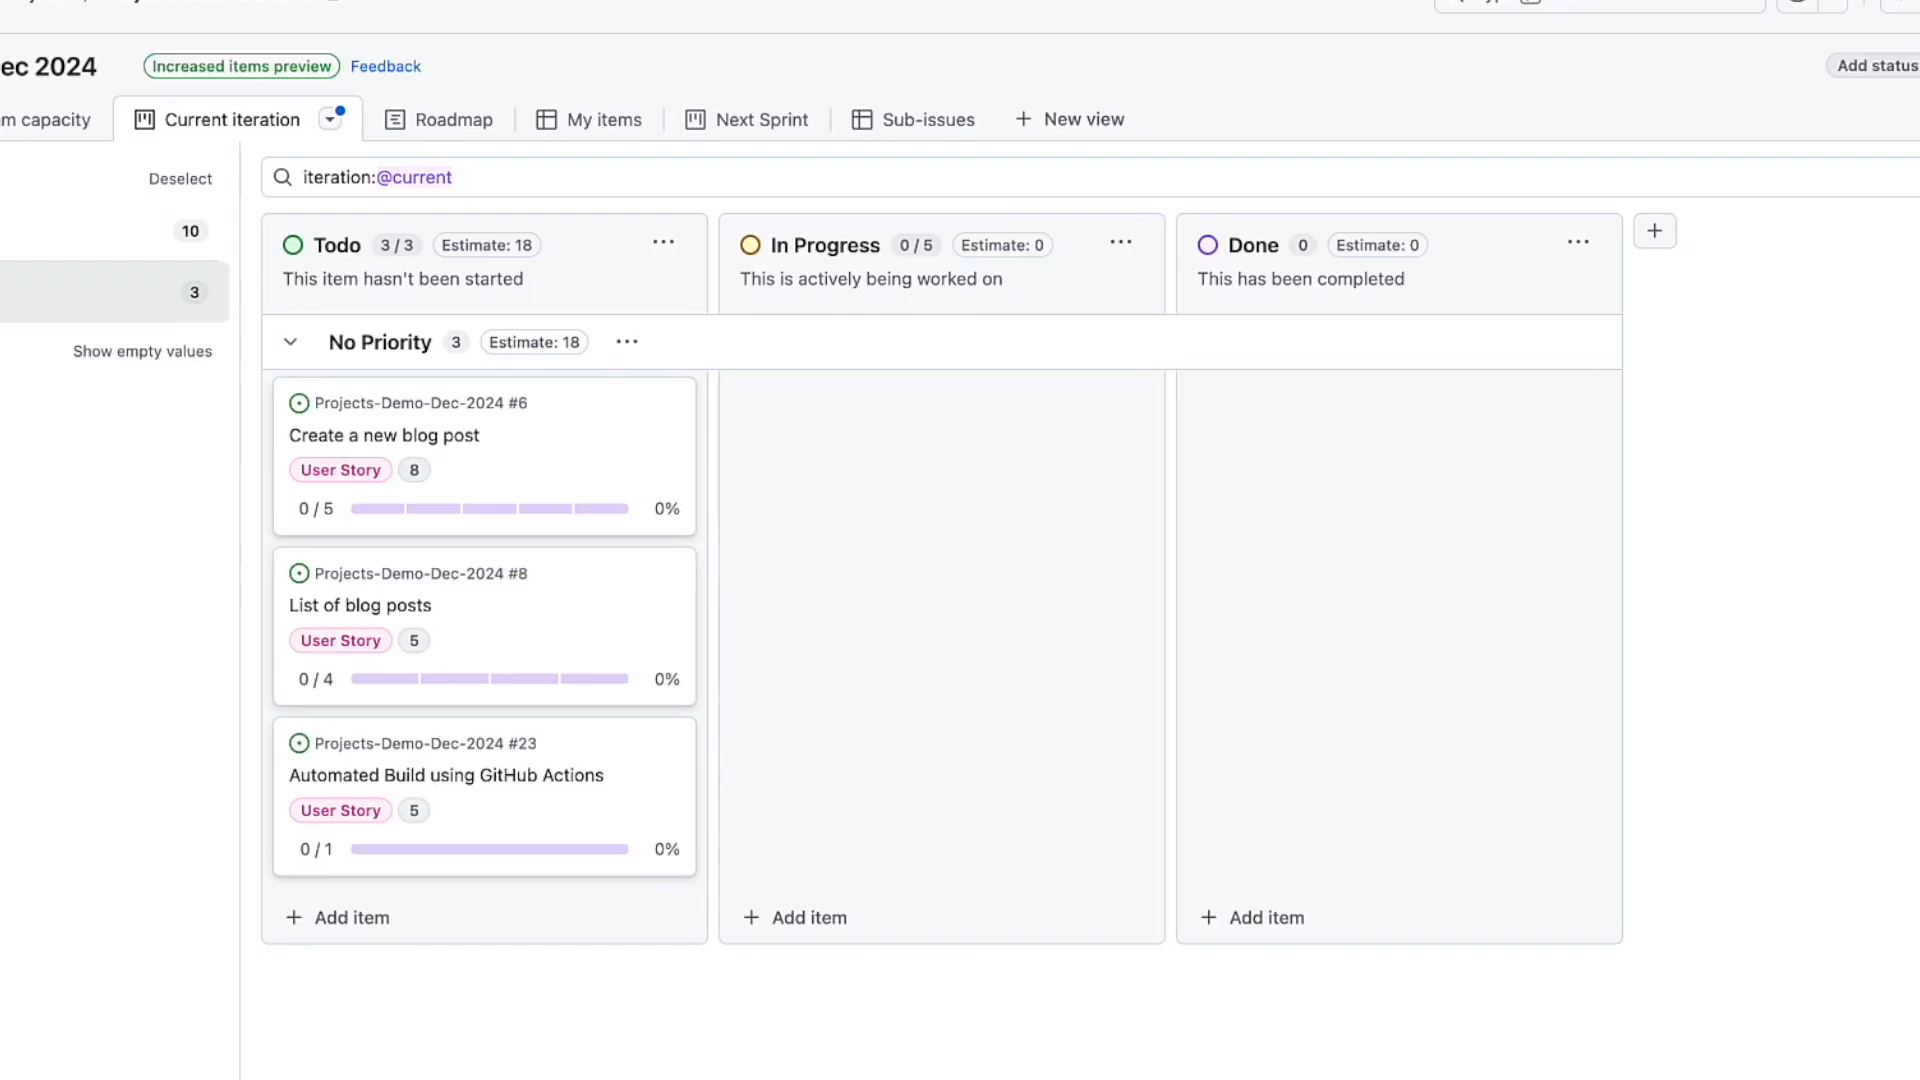 ec 2024 Increased items preview Feedback Add status
m capacity Current iteration Roadmap My items Next Sprint Sub-issues + New view
Deselect
iteration:@current
10
3
Show empty values
Todo 3 / 3 Estimate: 18 ...
This item hasn't been started
In Progress 0 / 5 Estimate: 0 ...
This is actively being worked on
Done 0 Estimate: 0 ...
This has been completed
No Priority 3 Estimate: 18 ...
Projects-Demo-Dec-2024 #6
Create a new blog post
User Story 8
0 / 5 0%
Projects-Demo-Dec-2024 #8
List of blog posts
User Story 5
0 / 4 0%
Projects-Demo-Dec-2024 #23
Automated Build using GitHub Actions
User Story 5
0 / 1 0%
+ Add item
+ Add item
+ Add item